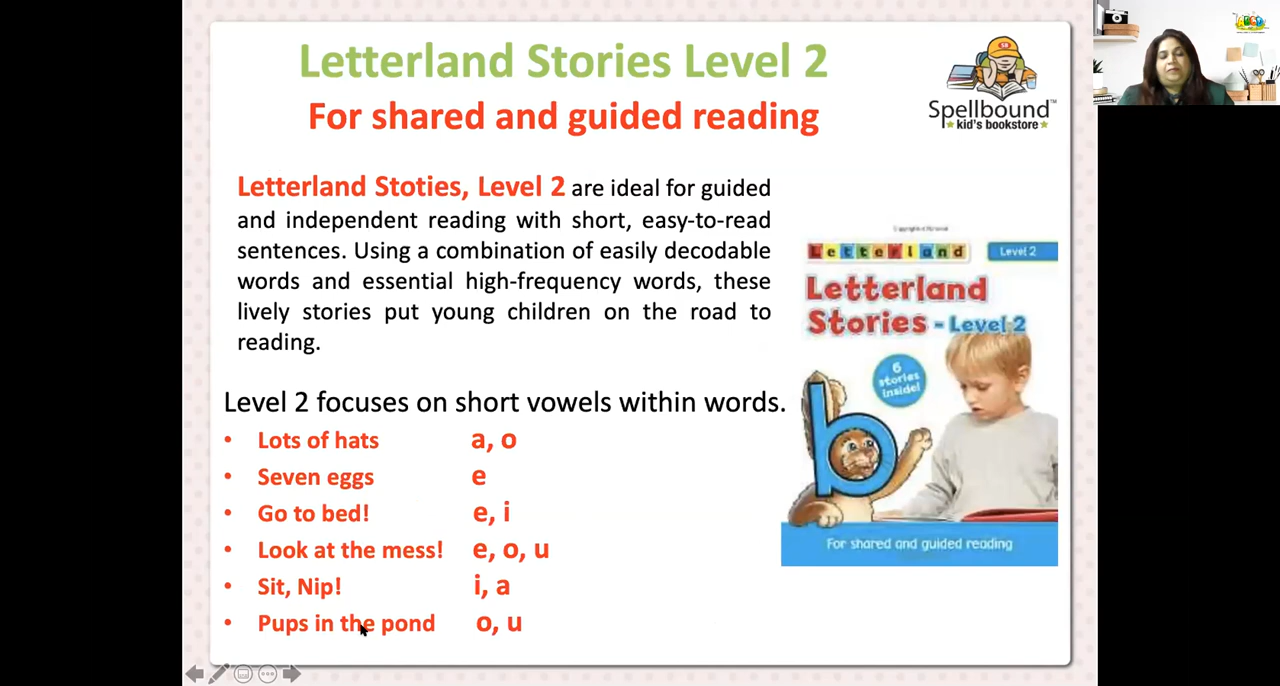 Letterland Stories Level 2
For shared and guided reading
SB
Spellbound™
kid's bookstore
Letterland Stoties, Level 2 are ideal for guided
and independent reading with short, easy-to-read
sentences. Using a combination of easily decodable
words and essential high-frequency words, these
lively stories put young children on the road to
reading.
Letterland
Level 2
Letterland
Stories - Level 2
6
stories
inside!
b
For shared and guided reading
Level 2 focuses on short vowels within words.
• Lots of hats a, o
• Seven eggs e
• Go to bed! e, i
• Look at the mess! e, o, u
• Sit, Nip! i, a
• Pups in the pond o, u